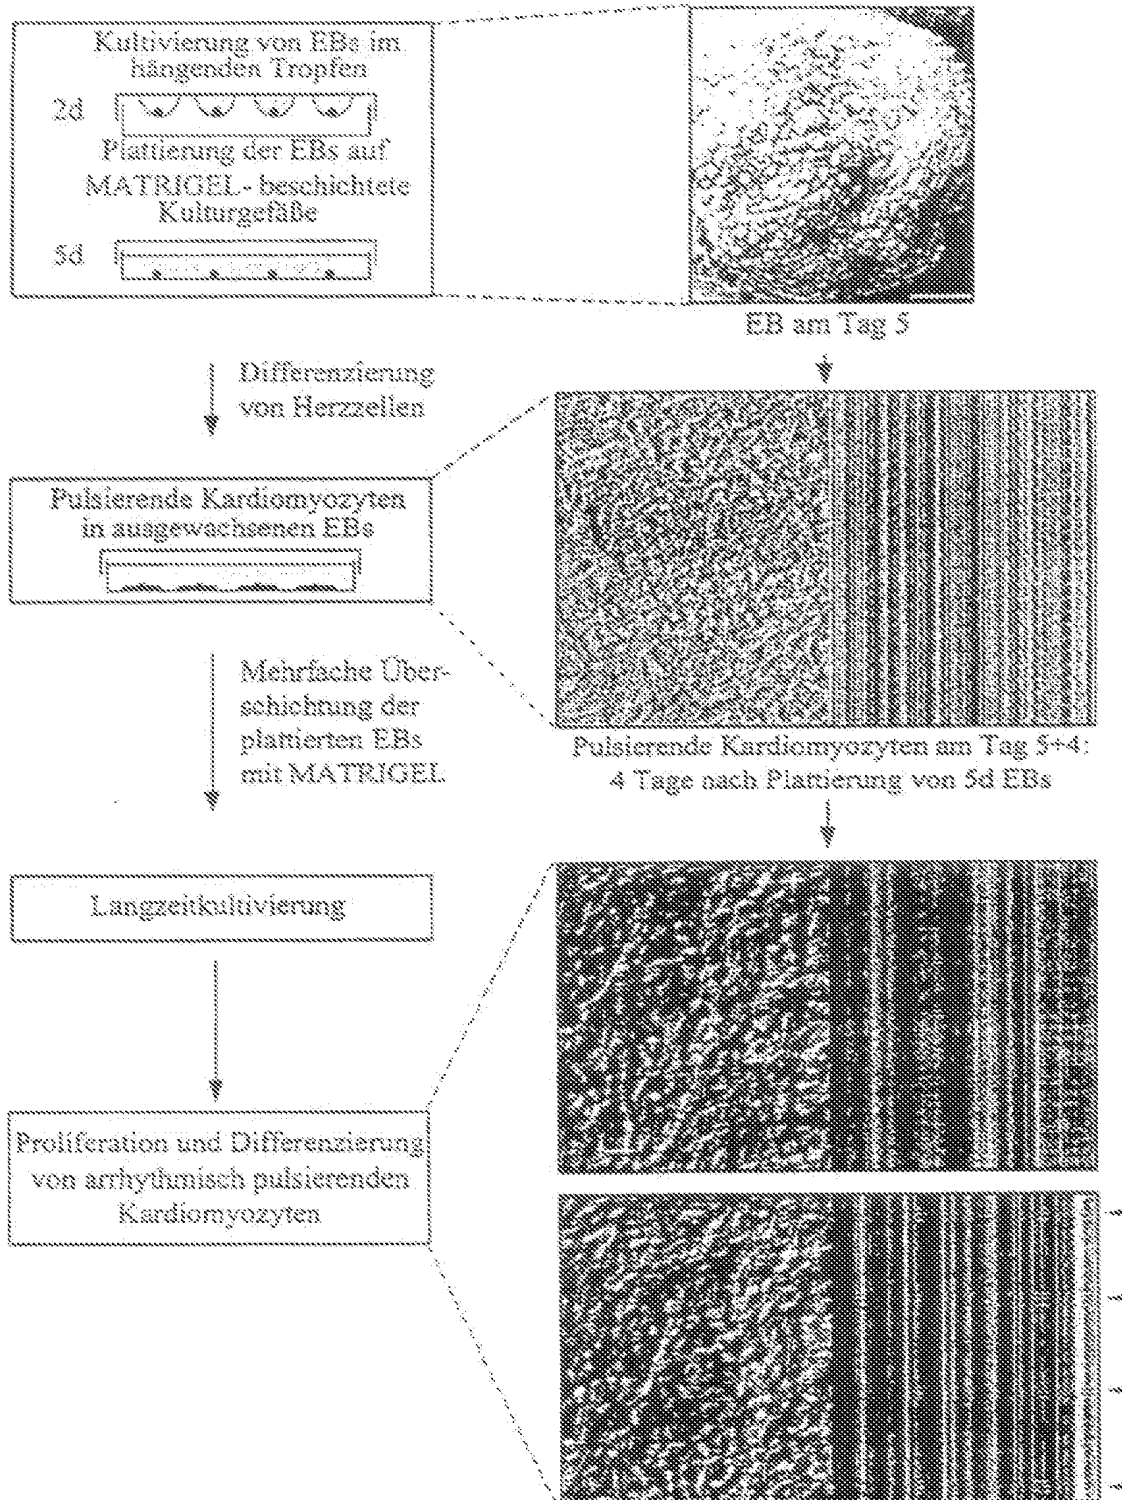 Kultivierung von EBs im
hängenden Tropfen
2d
Plattierung der EBs auf
MATRIGEL- beschichtete
Kulturgefäße
5d
EB am Tag 5
Differenzierung
von Herzzellen
Pulsierende Kardiomyozyten
in ausgewachsenen EBs
Mehrfache Über-
schichtung der
plattierten EBs
mit MATRIGEL
Pulsierende Kardiomyozyten am Tag 5+4:
4 Tage nach Plattierung von 5d EBs
Langzeitkultivierung
Proliferation und Differenzierung
von arrhythmisch pulsierenden
Kardiomyozyten